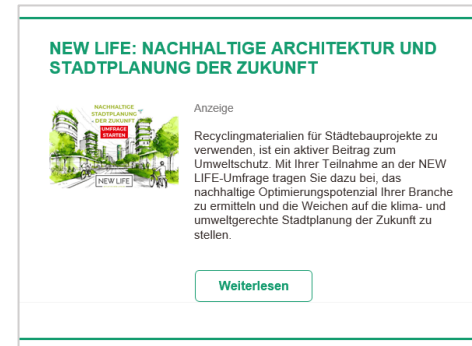 NEW LIFE: NACHHALTIGE ARCHITEKTUR UND
STADTPLANUNG DER ZUKUNFT
NACHHALTIGE
STADTPLANUNG
- DER ZUKUNFT
UMFRAGE
STARTEN
NEW LIFE
Anzeige
Recyclingmaterialien für Städtebauprojekte zu
verwenden, ist ein aktiver Beitrag zum
Umweltschutz. Mit Ihrer Teilnahme an der NEW
LIFE-Umfrage tragen Sie dazu bei, das
nachhaltige Optimierungspotenzial Ihrer Branche
zu ermitteln und die Weichen auf die klima- und
umweltgerechte Stadtplanung der Zukunft zu
stellen.
Weiterlesen